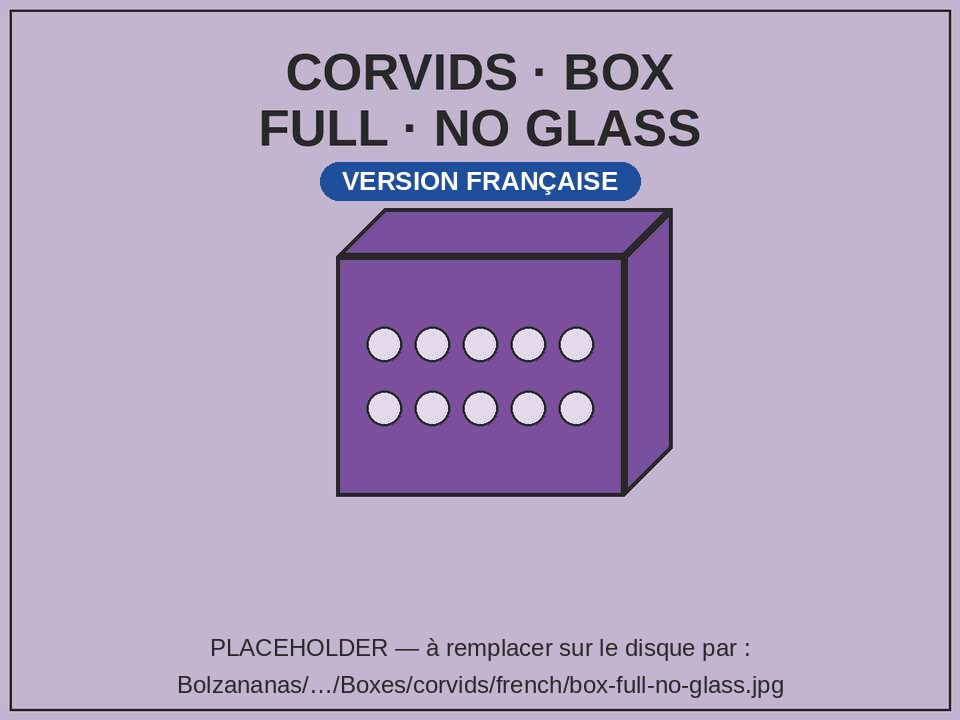 CORVIDS · BOX
FULL · NO GLASS
VERSION FRANÇAISE
PLACEHOLDER — à remplacer sur le disque par :
Bolzananas/…/Boxes/corvids/french/box-full-no-glass.jpg